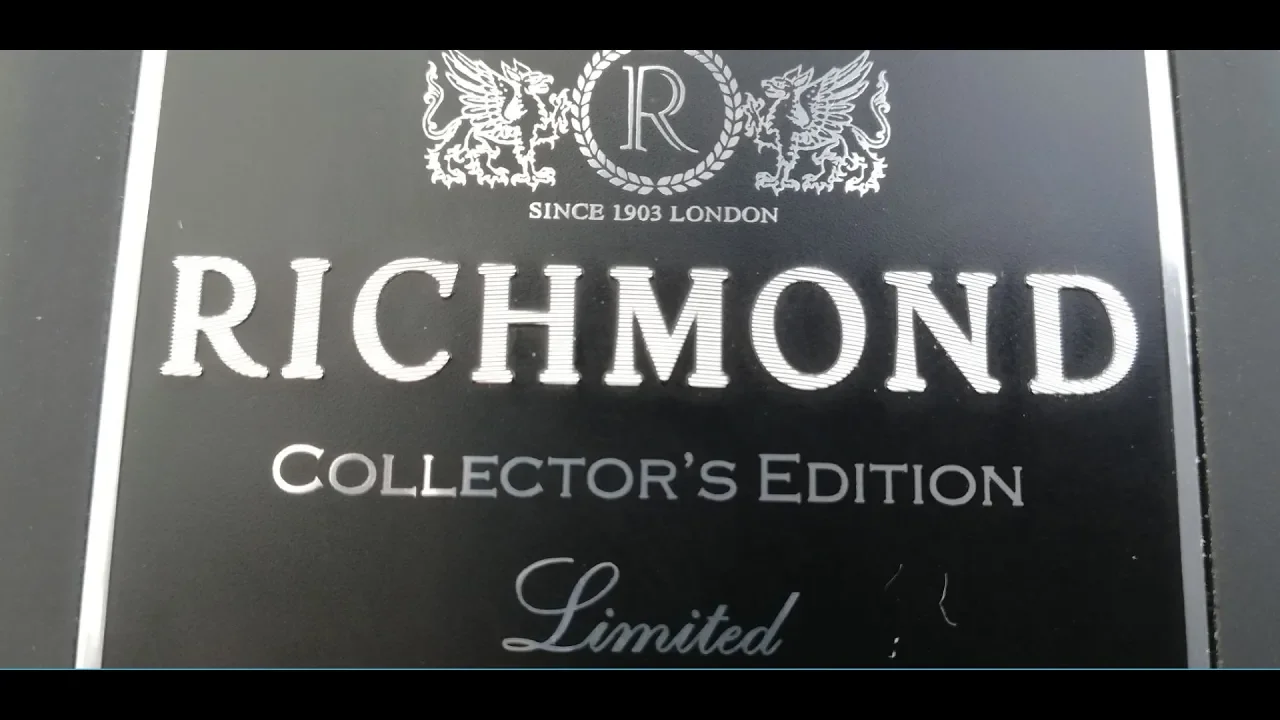 R
SINCE 1903 LONDON
RICHMOND
COLLECTOR'S EDITION
Limited